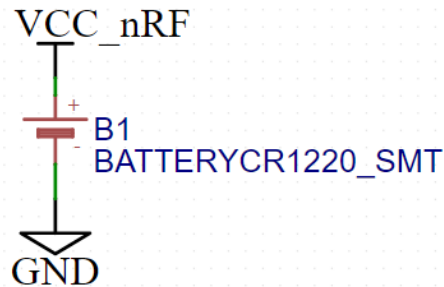 VCC_nRF
+
B1
-
BATTERYCR1220_SMT
GND